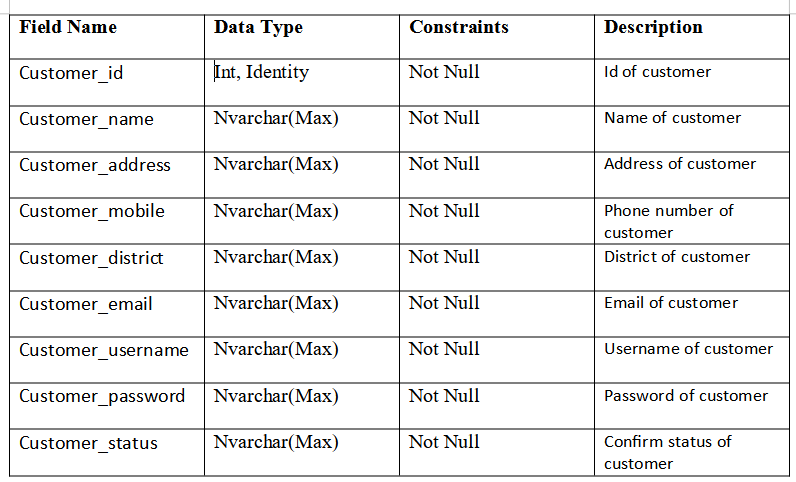 Field Name Data Type Constraints Description
Customer_id Int, Identity Not Null Id of customer
Customer_name Nvarchar(Max) Not Null Name of customer
Customer_address Nvarchar(Max) Not Null Address of customer
Customer_mobile Nvarchar(Max) Not Null Phone number of
customer
Customer_district Nvarchar(Max) Not Null District of customer
Customer_email Nvarchar(Max) Not Null Email of customer
Customer_username Nvarchar(Max) Not Null Username of customer
Customer_password Nvarchar(Max) Not Null Password of customer
Customer_status Nvarchar(Max) Not Null Confirm status of
customer